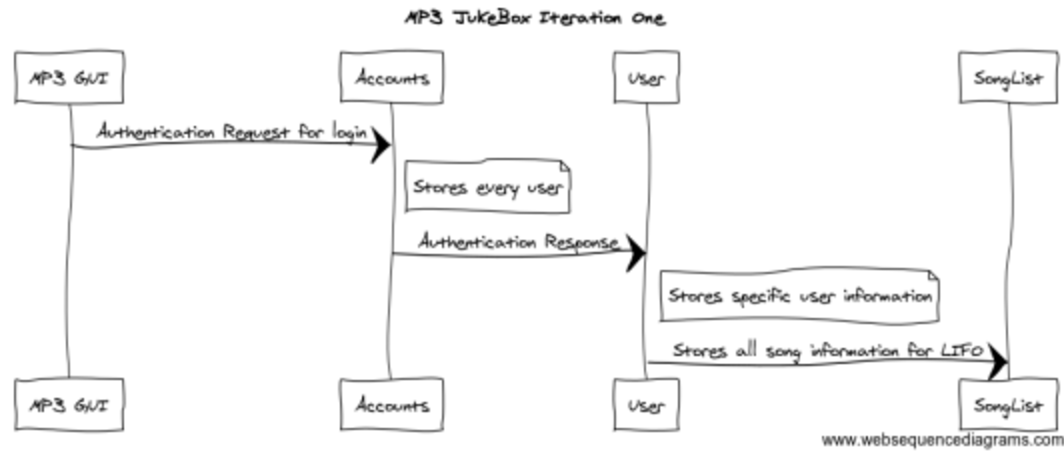 MP3 JukeBox Iteration One
MP3 GUI
Accounts
User
SongList
Authentication Request for login
Stores every user
Authentication Response
Stores specific user information
Stores all song information for LIFO
MP3 GUI
Accounts
User
SongList
www.websequencediagrams.com